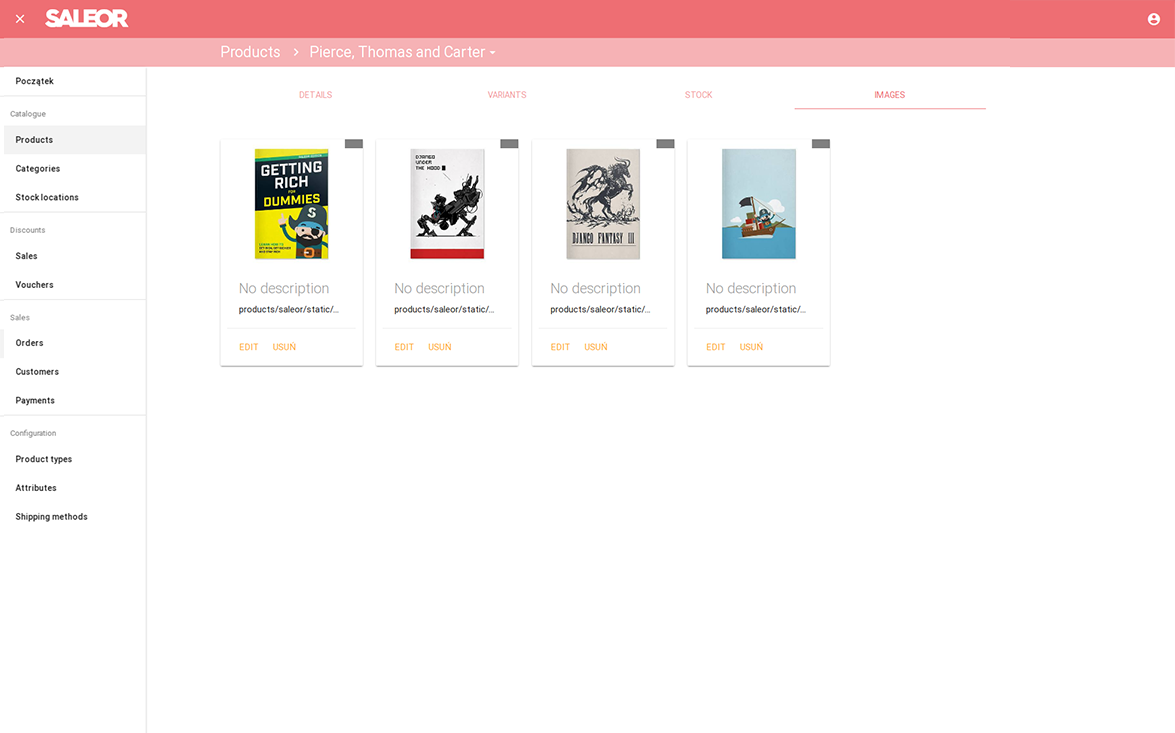 SALEOR
Products > Pierce, Thomas and Carter
Początek
Catalogue
Products
Categories
Stock locations
Discounts
Sales
Vouchers
Sales
Orders
Customers
Payments
Configuration
Product types
Attributes
Shipping methods
DETAILS VARIANTS STOCK IMAGES
GETTING
RICH
FOR
DUMMIES
S
No description
products/saleor/static/...
EDIT USUŃ
DJANGO
UNDER
THE HOOD
No description
products/saleor/static/...
EDIT USUŃ
DJANGO FANTASY III
No description
products/saleor/static/...
EDIT USUŃ
No description
products/saleor/static/...
EDIT USUŃ